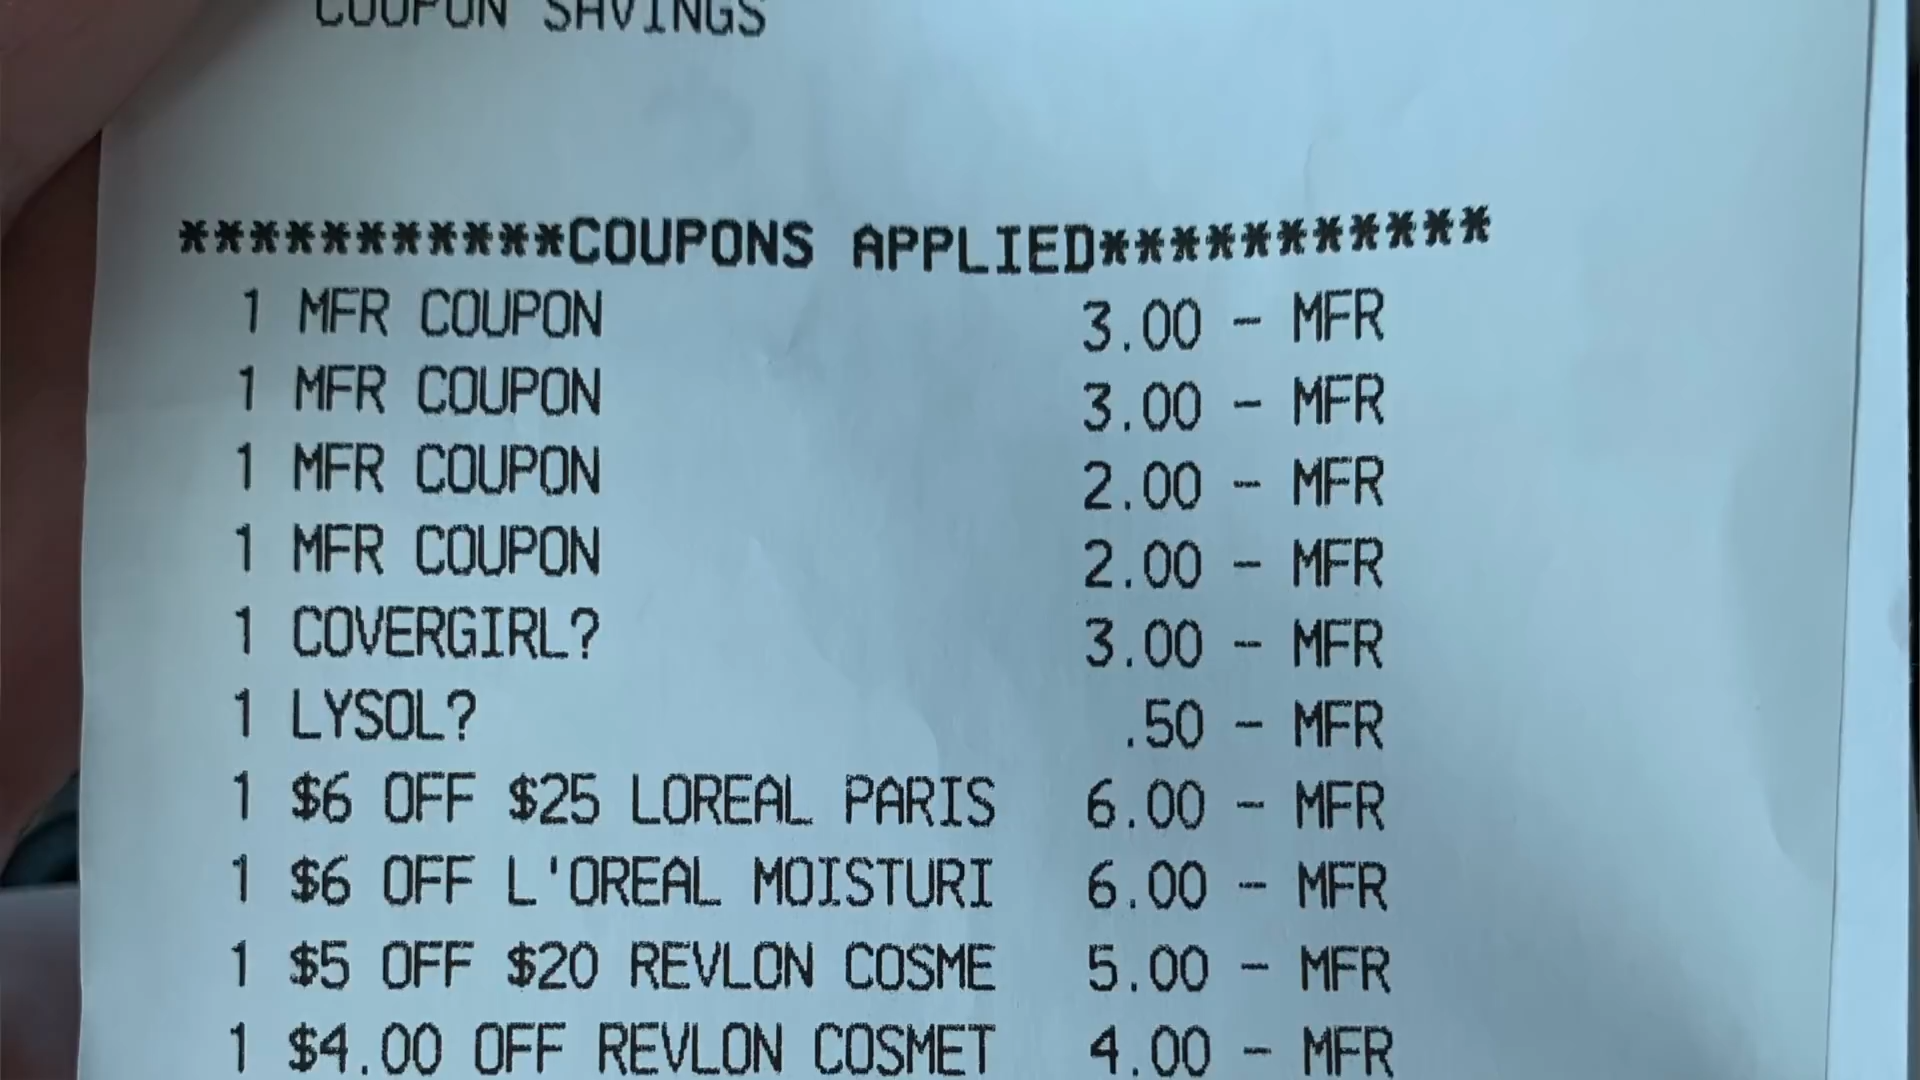 COUPON SAVINGS
***********COUPONS APPLIED***********
1 MFR COUPON 3.00 - MFR
1 MFR COUPON 3.00 - MFR
1 MFR COUPON 2.00 - MFR
1 MFR COUPON 2.00 - MFR
1 COVERGIRL? 3.00 - MFR
1 LYSOL? .50 - MFR
1 $6 OFF $25 LOREAL PARIS 6.00 - MFR
1 $6 OFF L'OREAL MOISTURI 6.00 - MFR
1 $5 OFF $20 REVLON COSME 5.00 - MFR
1 $4.00 OFF REVLON COSMET 4.00 - MFR